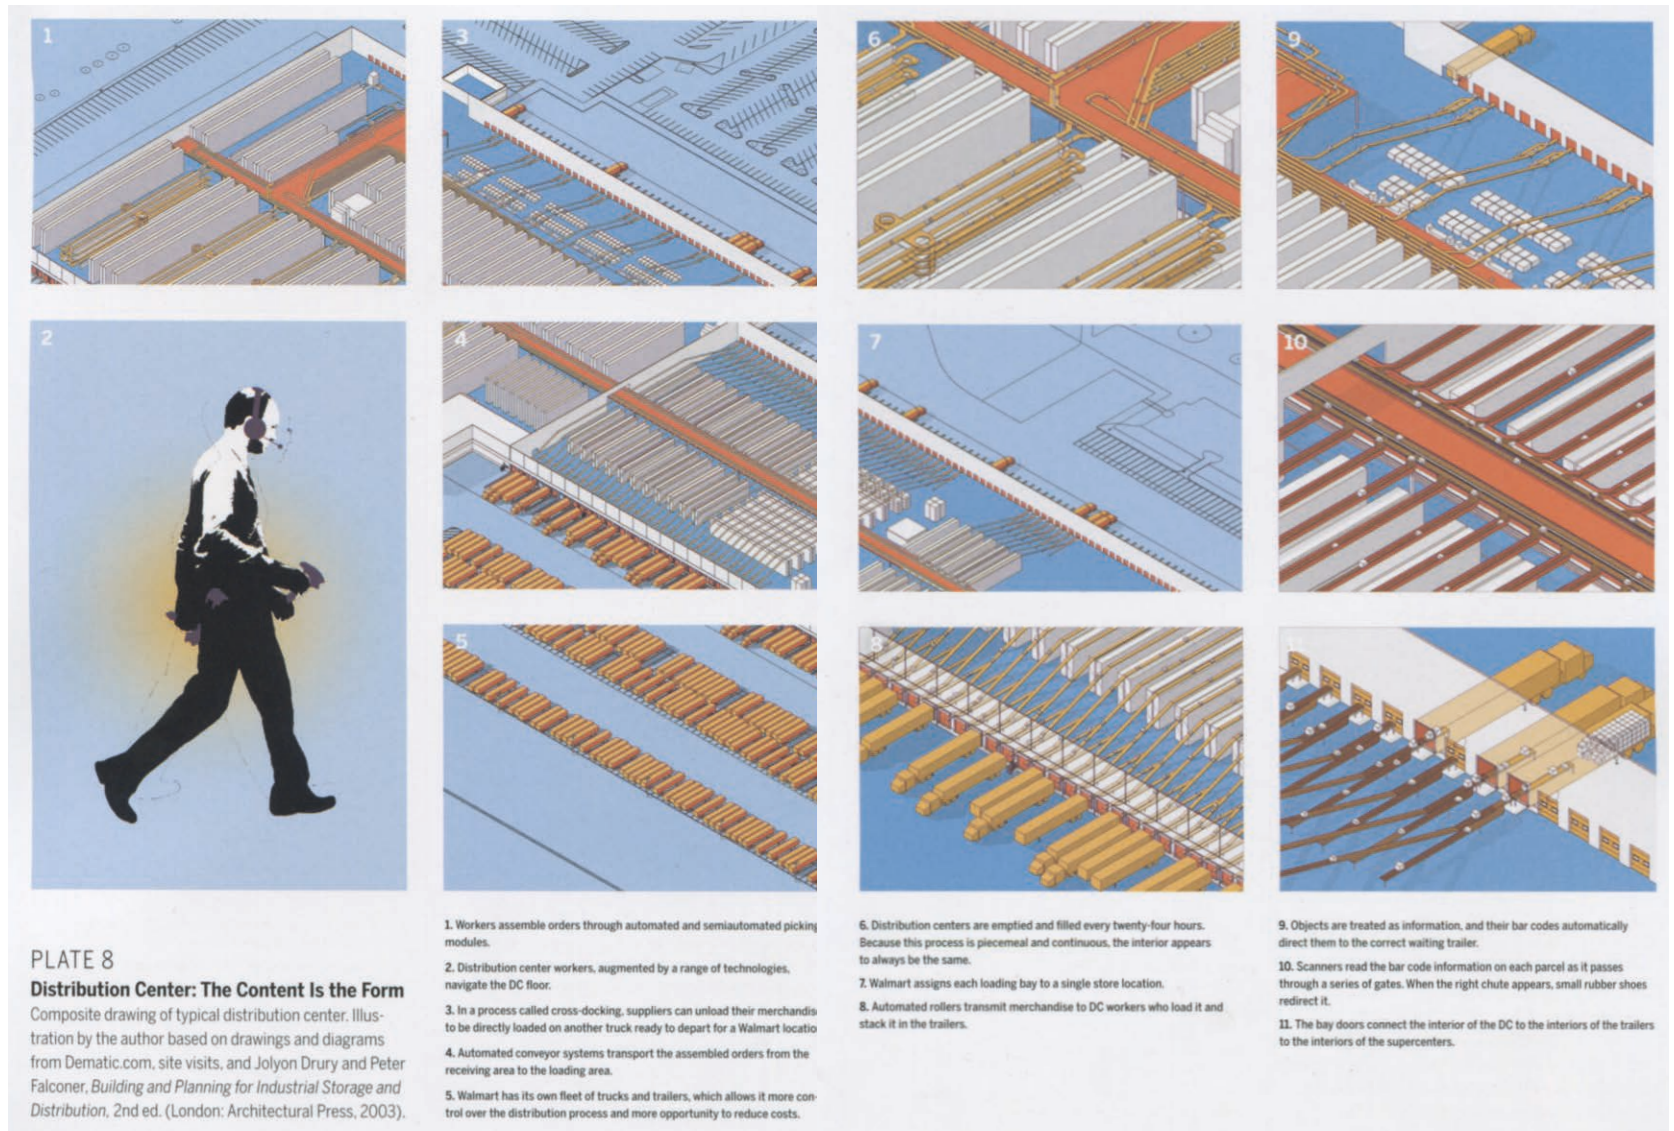 1
3
6
9
2
4
7
10
5
8
11
PLATE 8
Distribution Center: The Content Is the Form
Composite drawing of typical distribution center. Illus-
tration by the author based on drawings and diagrams
from Dematic.com, site visits, and Jolyon Drury and Peter
Falconer, Building and Planning for Industrial Storage and
Distribution, 2nd ed. (London: Architectural Press, 2003).
1. Workers assemble orders through automated and semiautomated picking
modules.
2. Distribution center workers, augmented by a range of technologies,
navigate the DC floor.
3. In a process called cross-docking, suppliers can unload their merchandis
to be directly loaded on another truck ready to depart for a Walmart locatio
4. Automated conveyor systems transport the assembled orders from the
receiving area to the loading area.
5. Walmart has its own fleet of trucks and trailers, which allows it more con-
trol over the distribution process and more opportunity to reduce costs.
6. Distribution centers are emptied and filled every twenty-four hours.
Because this process is piecemeal and continuous, the interior appears
to always be the same.
7. Walmart assigns each loading bay to a single store location.
8. Automated rollers transmit merchandise to DC workers who load it and
stack it in the trailers.
9. Objects are treated as information, and their bar codes automatically
direct them to the correct waiting trailer.
10. Scanners read the bar code information on each parcel as it passes
through a series of gates. When the right chute appears, small rubber shoes
redirect it.
11. The bay doors connect the interior of the DC to the interiors of the trailers
to the interiors of the supercenters.